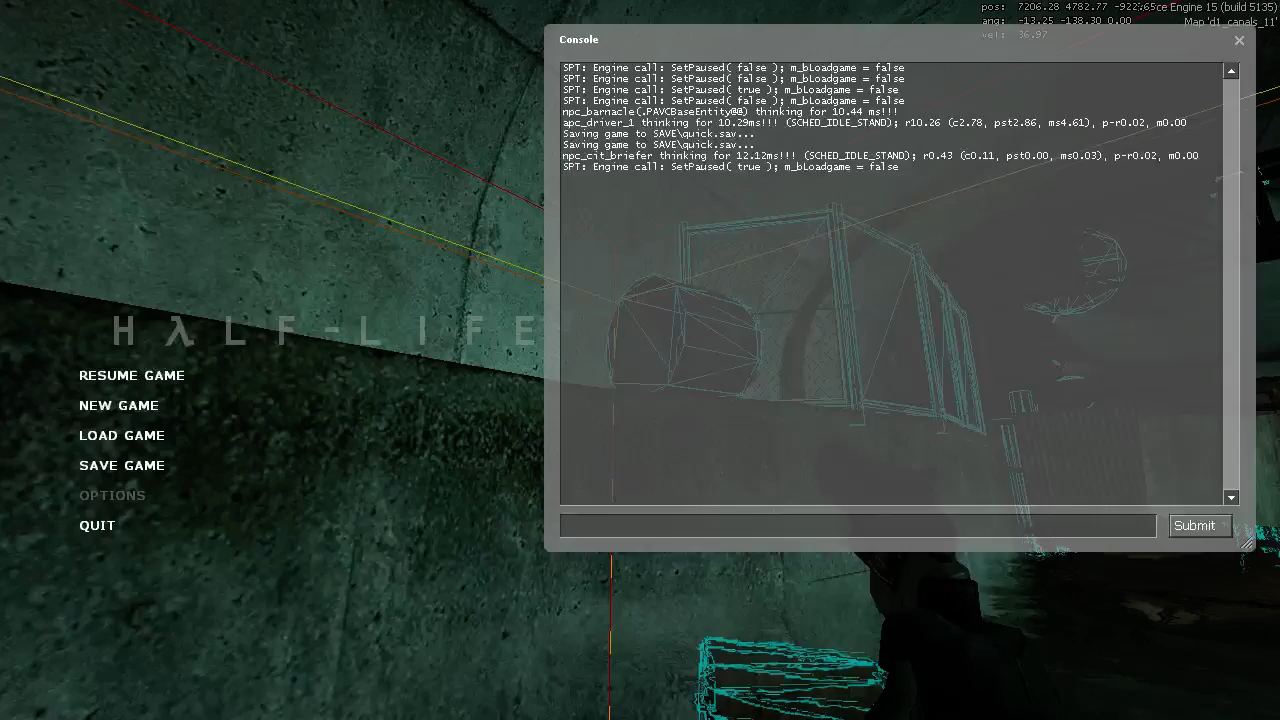 pos: 7206.28 4782.77 -922.65ce Engine 15 (build 5135)
ang: -13.25 -138.30 0.00 Map 'd1_canals_11'
vel: 36.97
Console
SPT: Engine call: SetPaused( false ); m_bLoadgame = false
SPT: Engine call: SetPaused( false ); m_bLoadgame = false
SPT: Engine call: SetPaused( true ); m_bLoadgame = false
SPT: Engine call: SetPaused( false ); m_bLoadgame = false
npc_barnacle(.PAVCBaseEntity@@) thinking for 10.44 ms!!!
apc_driver_1 thinking for 10.29ms!!! (SCHED_IDLE_STAND); r10.26 (c2.78, pst2.86, ms4.61), p-r0.02, m0.00
Saving game to SAVE\quick.sav...
Saving game to SAVE\quick.sav...
npc_cit_briefer thinking for 12.12ms!!! (SCHED_IDLE_STAND); r0.43 (c0.11, pst0.00, ms0.03), p-r0.02, m0.00
SPT: Engine call: SetPaused( true ); m_bLoadgame = false
HλLF-LIFE
RESUME GAME
NEW GAME
LOAD GAME
SAVE GAME
OPTIONS
QUIT
Submit